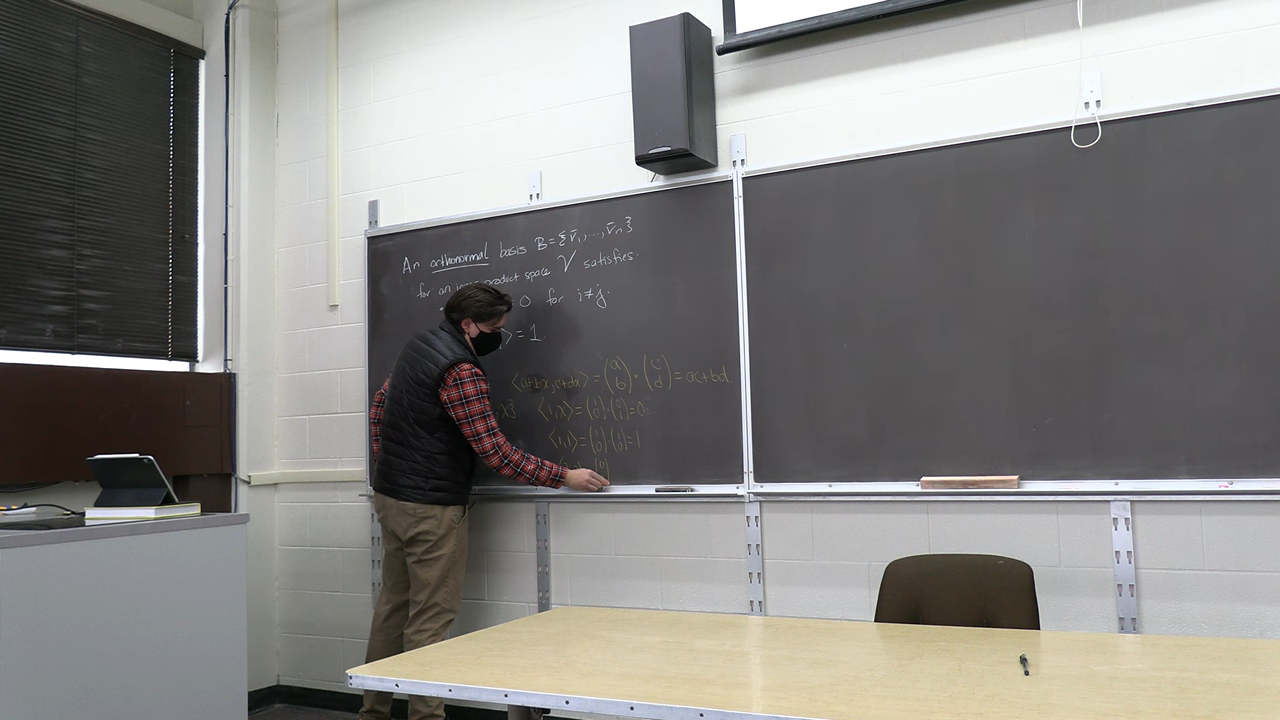 An orthonormal basis B={v̄₁,...,v̄ₙ}
for an inner product space V satisfies
0 for i≠j.
⟩=1.
⟨a+bx,c+dx⟩=(a b)·(c d)=ac+bd.
x} ⟨1,x⟩=(1 0)·(0 1)=0.
⟨1,1⟩=(1 0)·(1 0)=1